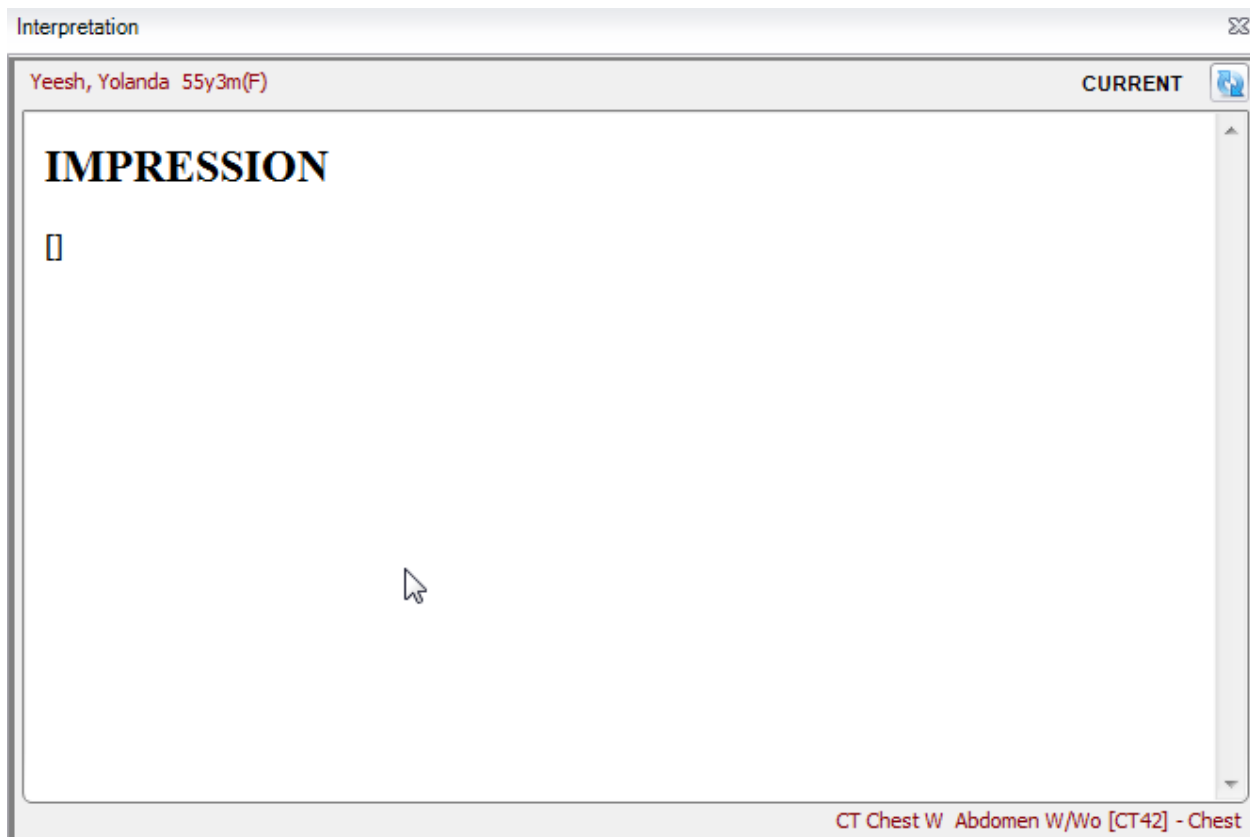 Interpretation
Yeesh, Yolanda 55y3m(F) CURRENT
IMPRESSION
[]
CT Chest W Abdomen W/Wo [CT42] - Chest